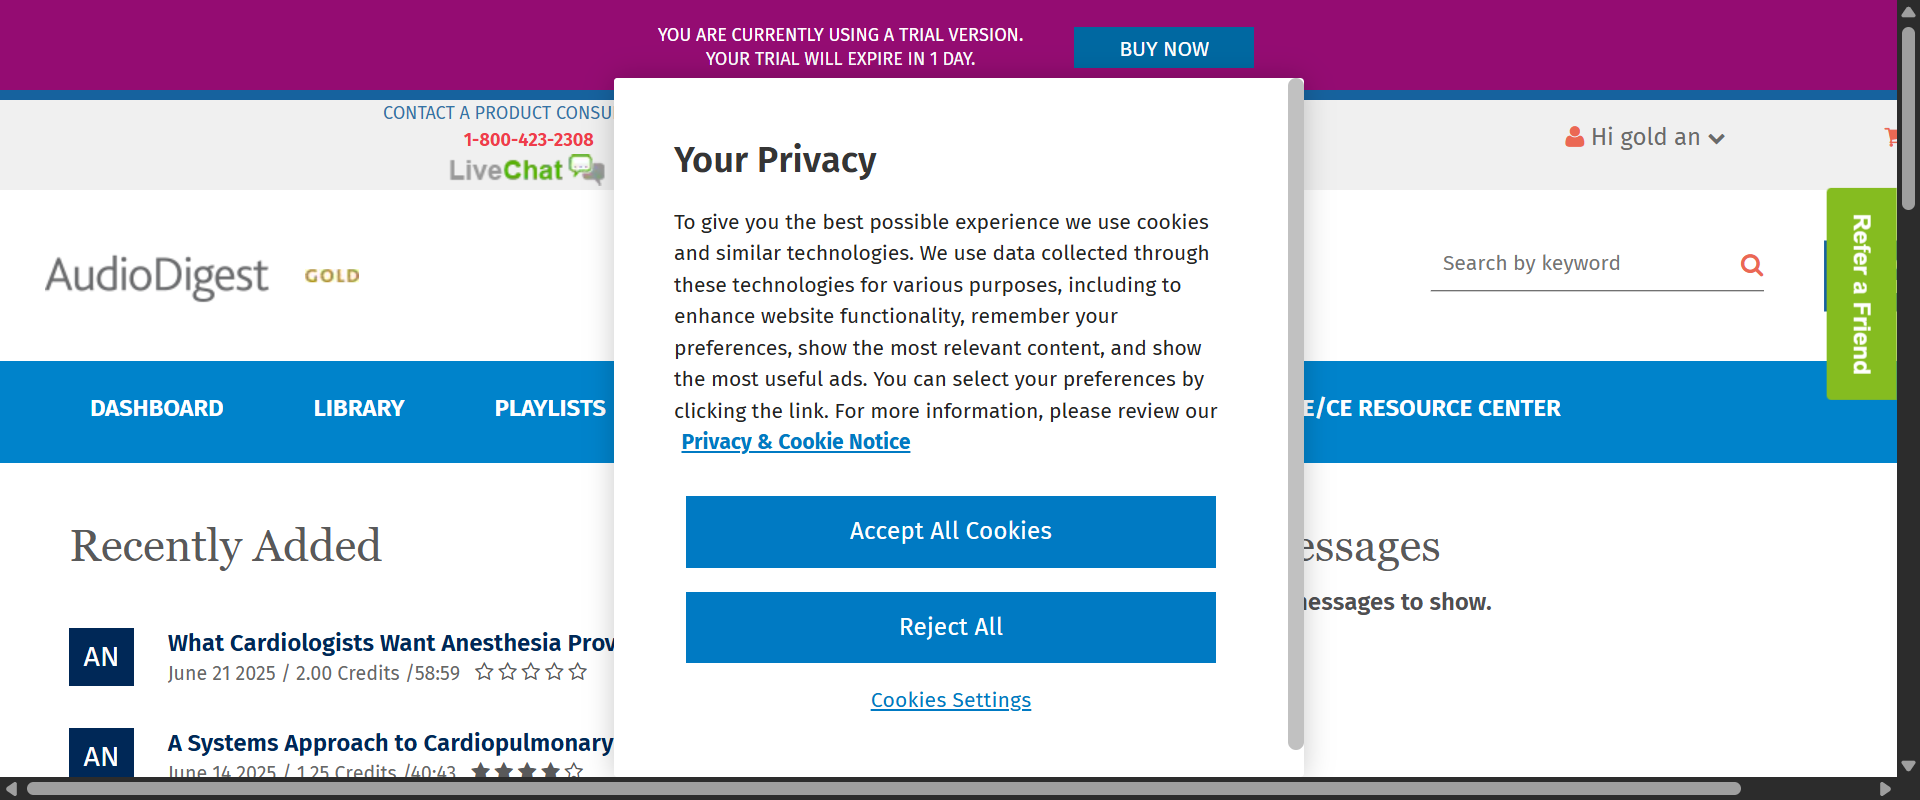 YOU ARE CURRENTLY USING A TRIAL VERSION.
YOUR TRIAL WILL EXPIRE IN 1 DAY.
BUY NOW
CONTACT A PRODUCT
1-800-423-2308
LiveChat
Hi gold an
AudioDigest GOLD
Search by keyword
Refer a Friend
DASHBOARD
LIBRARY
PLAYLISTS
E/CE RESOURCE CENTER
Your Privacy
To give you the best possible experience we use cookies
and similar technologies. We use data collected through
these technologies for various purposes, including to
enhance website functionality, remember your
preferences, show the most relevant content, and show
the most useful ads. You can select your preferences by
clicking the link. For more information, please review our
Privacy & Cookie Notice
Accept All Cookies
Reject All
Cookies Settings
Recently Added
AN
What Cardiologists Want Anesthesia
June 21 2025 / 2.00 Credits /58:59
AN
A Systems Approach to Cardiopulmonary
June 14 2025 / 1.25 Credits /40:43
essages
essages to show.